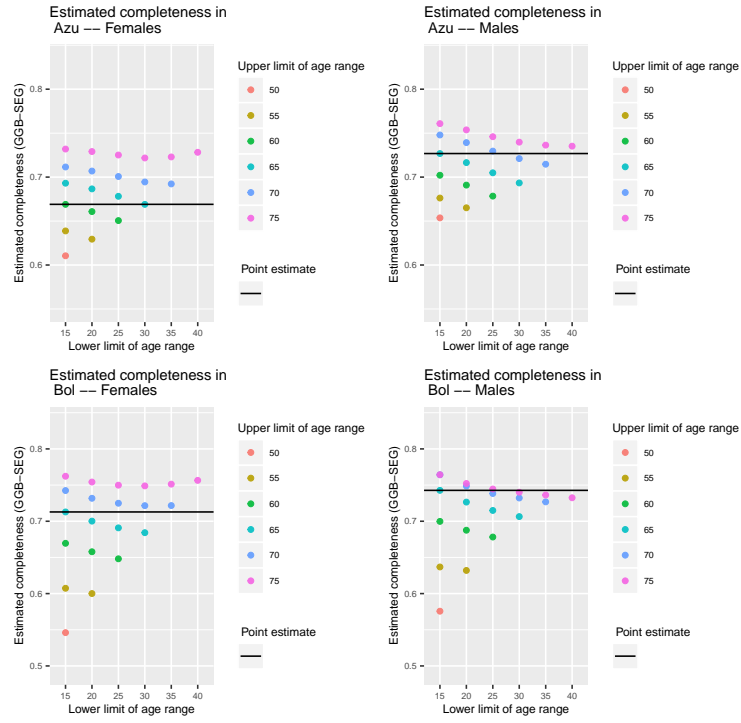 Estimated completeness in
Azu −− Females
Estimated completeness (GGB−SEG)
0.8
0.7
0.6
15 20 25 30 35 40
Lower limit of age range
Upper limit of age range
50
55
60
65
70
75
Point estimate
Estimated completeness in
Azu −− Males
Estimated completeness (GGB−SEG)
0.8
0.7
0.6
15 20 25 30 35 40
Lower limit of age range
Upper limit of age range
50
55
60
65
70
75
Point estimate
Estimated completeness in
Bol −− Females
Estimated completeness (GGB−SEG)
0.8
0.7
0.6
0.5
15 20 25 30 35 40
Lower limit of age range
Upper limit of age range
50
55
60
65
70
75
Point estimate
Estimated completeness in
Bol −− Males
Estimated completeness (GGB−SEG)
0.8
0.7
0.6
0.5
15 20 25 30 35 40
Lower limit of age range
Upper limit of age range
50
55
60
65
70
75
Point estimate